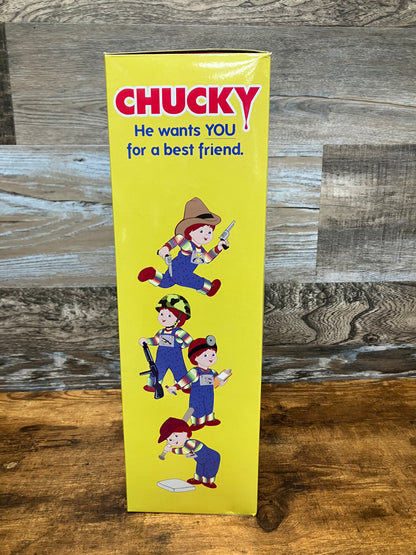 CHUCKY
He wants YOU
for a best friend.